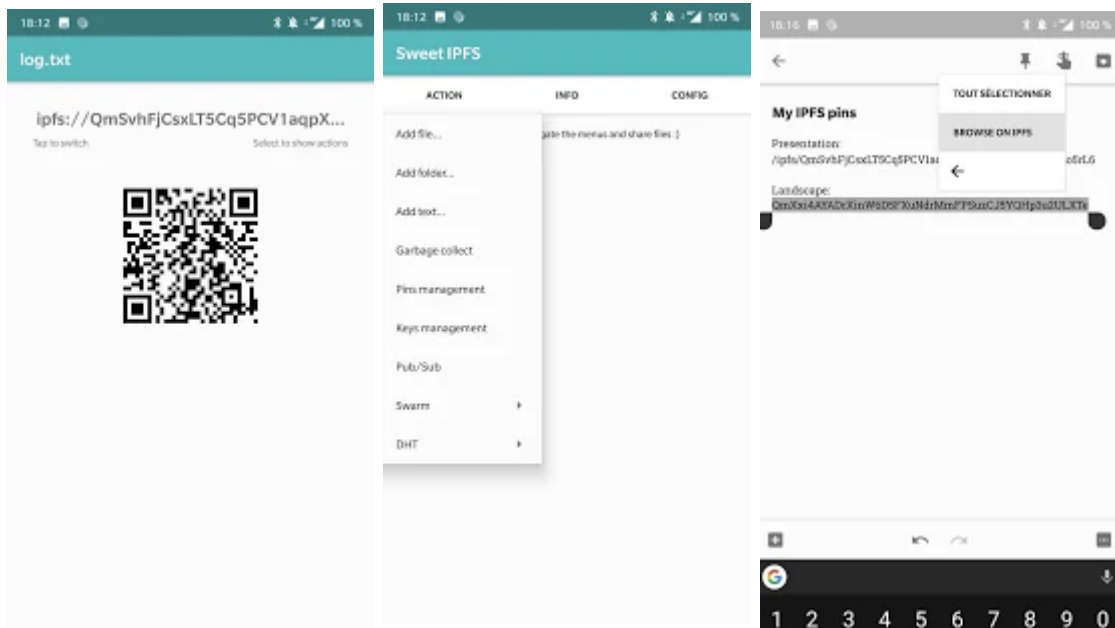 18:12 100 %
log.txt
ipfs://QmSvhFjCsxLT5Cq5PCV1aqpX...
Tap to switch Select to show actions
18:12 100 %
Sweet IPFS
ACTION INFO CONFIG
Add file... gate the menus and share files :)
Add folder...
Add text...
Garbage collect
Pins management
Keys management
Pub/Sub
Swarm
DHT
18:16 100 %
TOUT SÉLECTIONNER
My IPFS pins
BROWSE ON IPFS
Presentation:
Landscape:
1 2 3 4 5 6 7 8 9 0